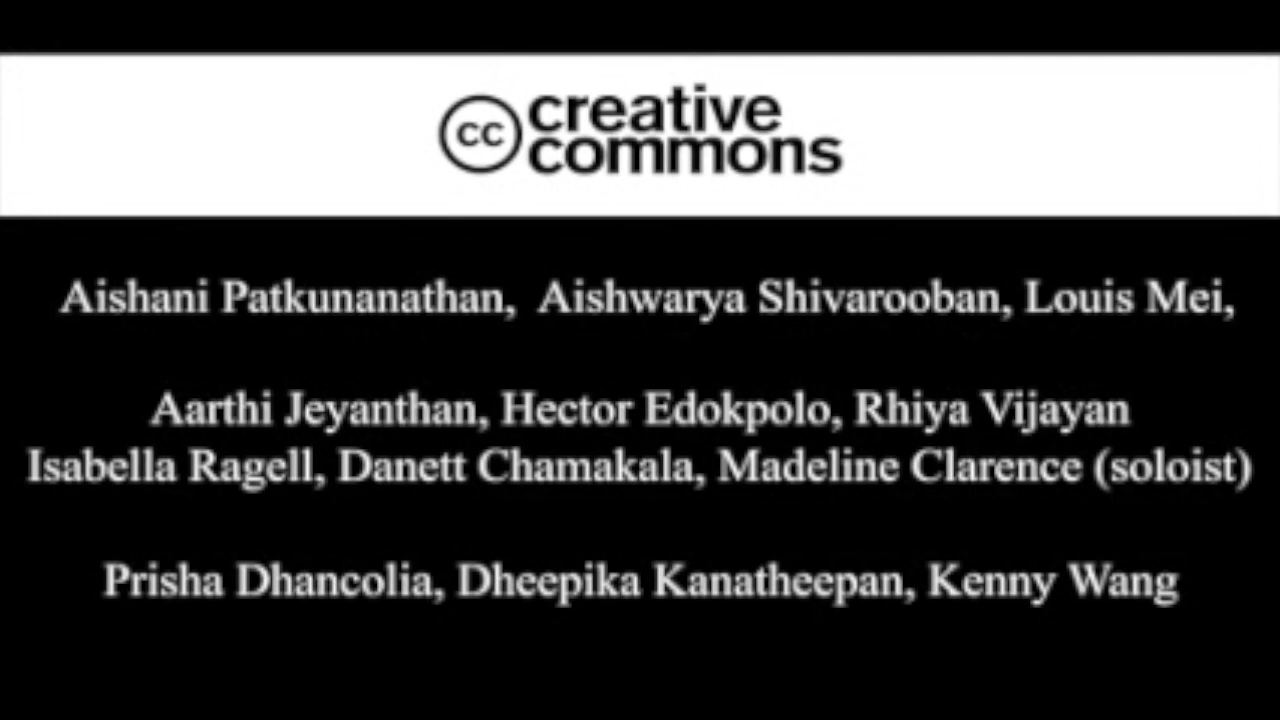 cc creative
commons
Aishani Patkunanathan, Aishwarya Shivarooban, Louis Mei,
Aarthi Jeyanthan, Hector Edokpolo, Rhiya Vijayan
Isabella Ragell, Danett Chamakala, Madeline Clarence (soloist)
Prisha Dhancolia, Dheepika Kanatheepan, Kenny Wang